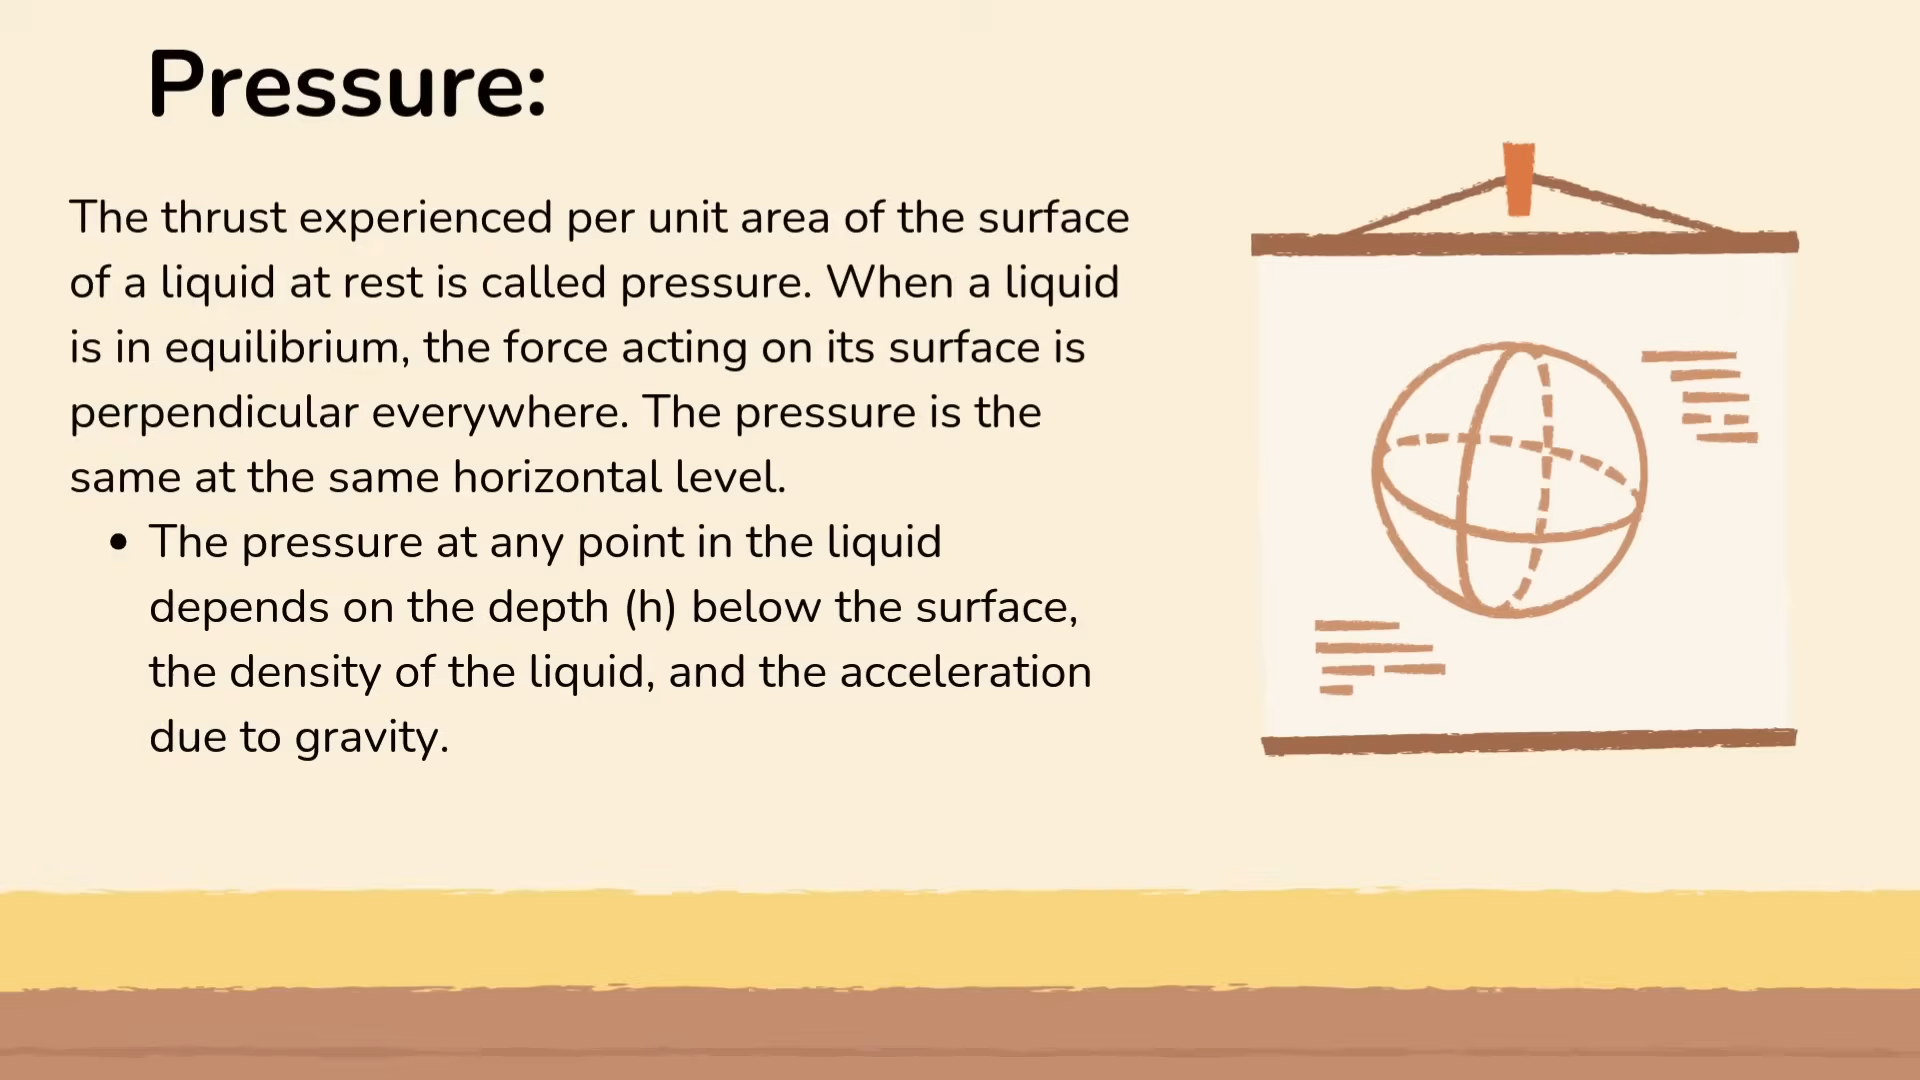 Pressure:
The thrust experienced per unit area of the surface
of a liquid at rest is called pressure. When a liquid
is in equilibrium, the force acting on its surface is
perpendicular everywhere. The pressure is the
same at the same horizontal level.
• The pressure at any point in the liquid
depends on the depth (h) below the surface,
the density of the liquid, and the acceleration
due to gravity.